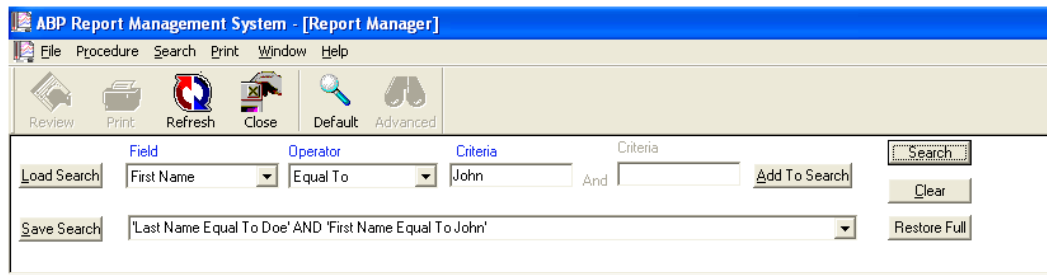 ABP Report Management System - [Report Manager]
File Procedure Search Print Window Help
Review Print Refresh Close Default Advanced
Field Operator Criteria Criteria Search
Load Search First Name Equal To John And Add To Search
Clear
Save Search 'Last Name Equal To Doe' AND 'First Name Equal To John' Restore Full